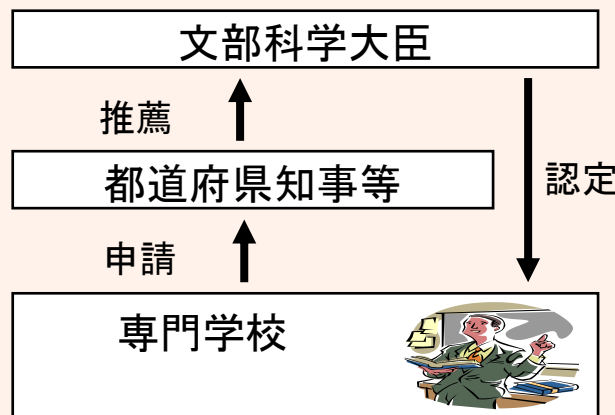 文部科学大臣
推薦
都道府県知事等
認定
申請
専門学校